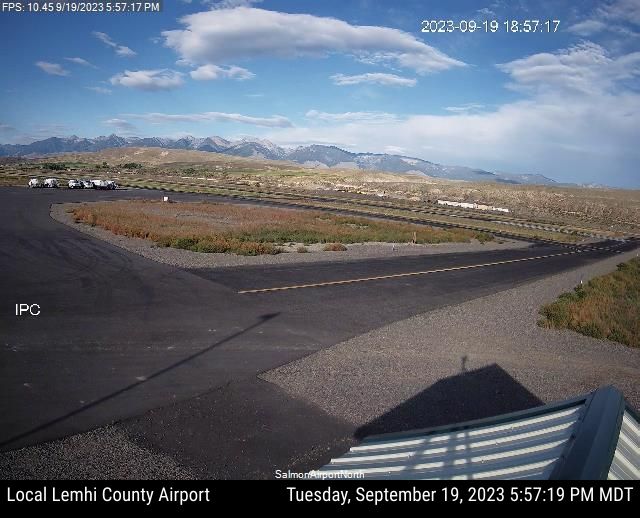 FPS: 10.45 9/19/2023 5:57:17 PM
2023-09-19 18:57:17
IPC
SalmonAirportNorth
Local Lemhi County Airport
Tuesday, September 19, 2023 5:57:19 PM MDT